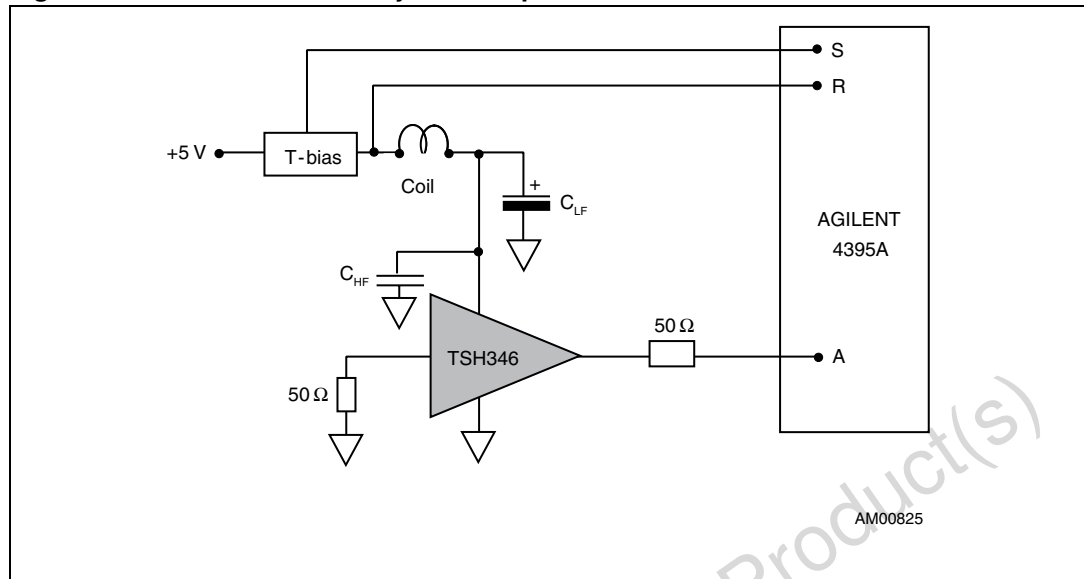 S
R
+5 V
T-bias
Coil
+
C_LF
AGILENT
4395A
C_HF
50 Ω
TSH346
A
50 Ω
Product(s)
AM00825